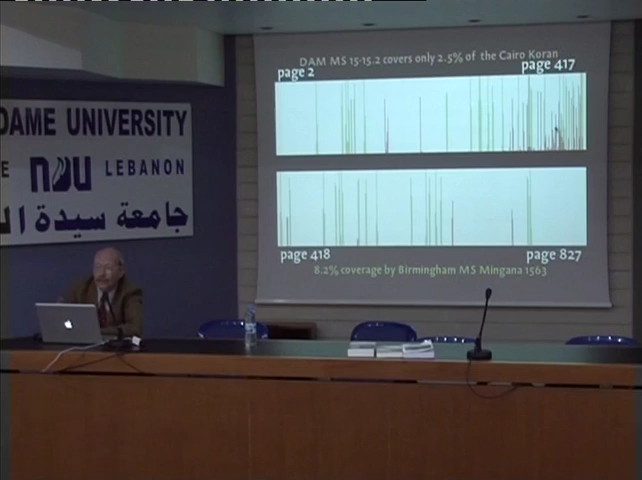 DAM MS 15-15.2 covers only 2.5% of the Cairo Koran
page 2
page 417
page 418
page 827
8.2% coverage by Birmingham MS Mingana 1563
DAME UNIVERSITY
NDU LEBANON
جامعة سيدة